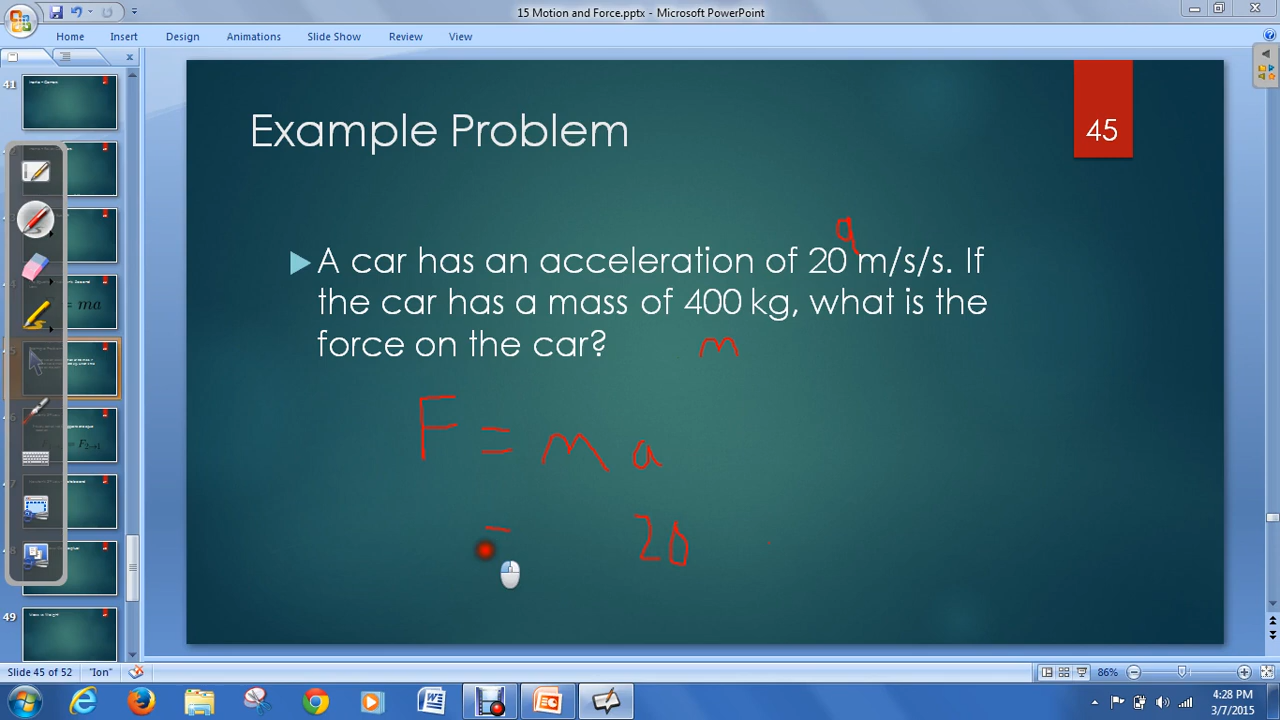 15 Motion and Force.pptx - Microsoft PowerPoint
Home Insert Design Animations Slide Show Review View
41
49
45
Example Problem
a
A car has an acceleration of 20 m/s/s. If
the car has a mass of 400 kg, what is the
force on the car?
m
F = m a
= 20
Slide 45 of 52 "Ion" 86%
4:28 PM
3/7/2015